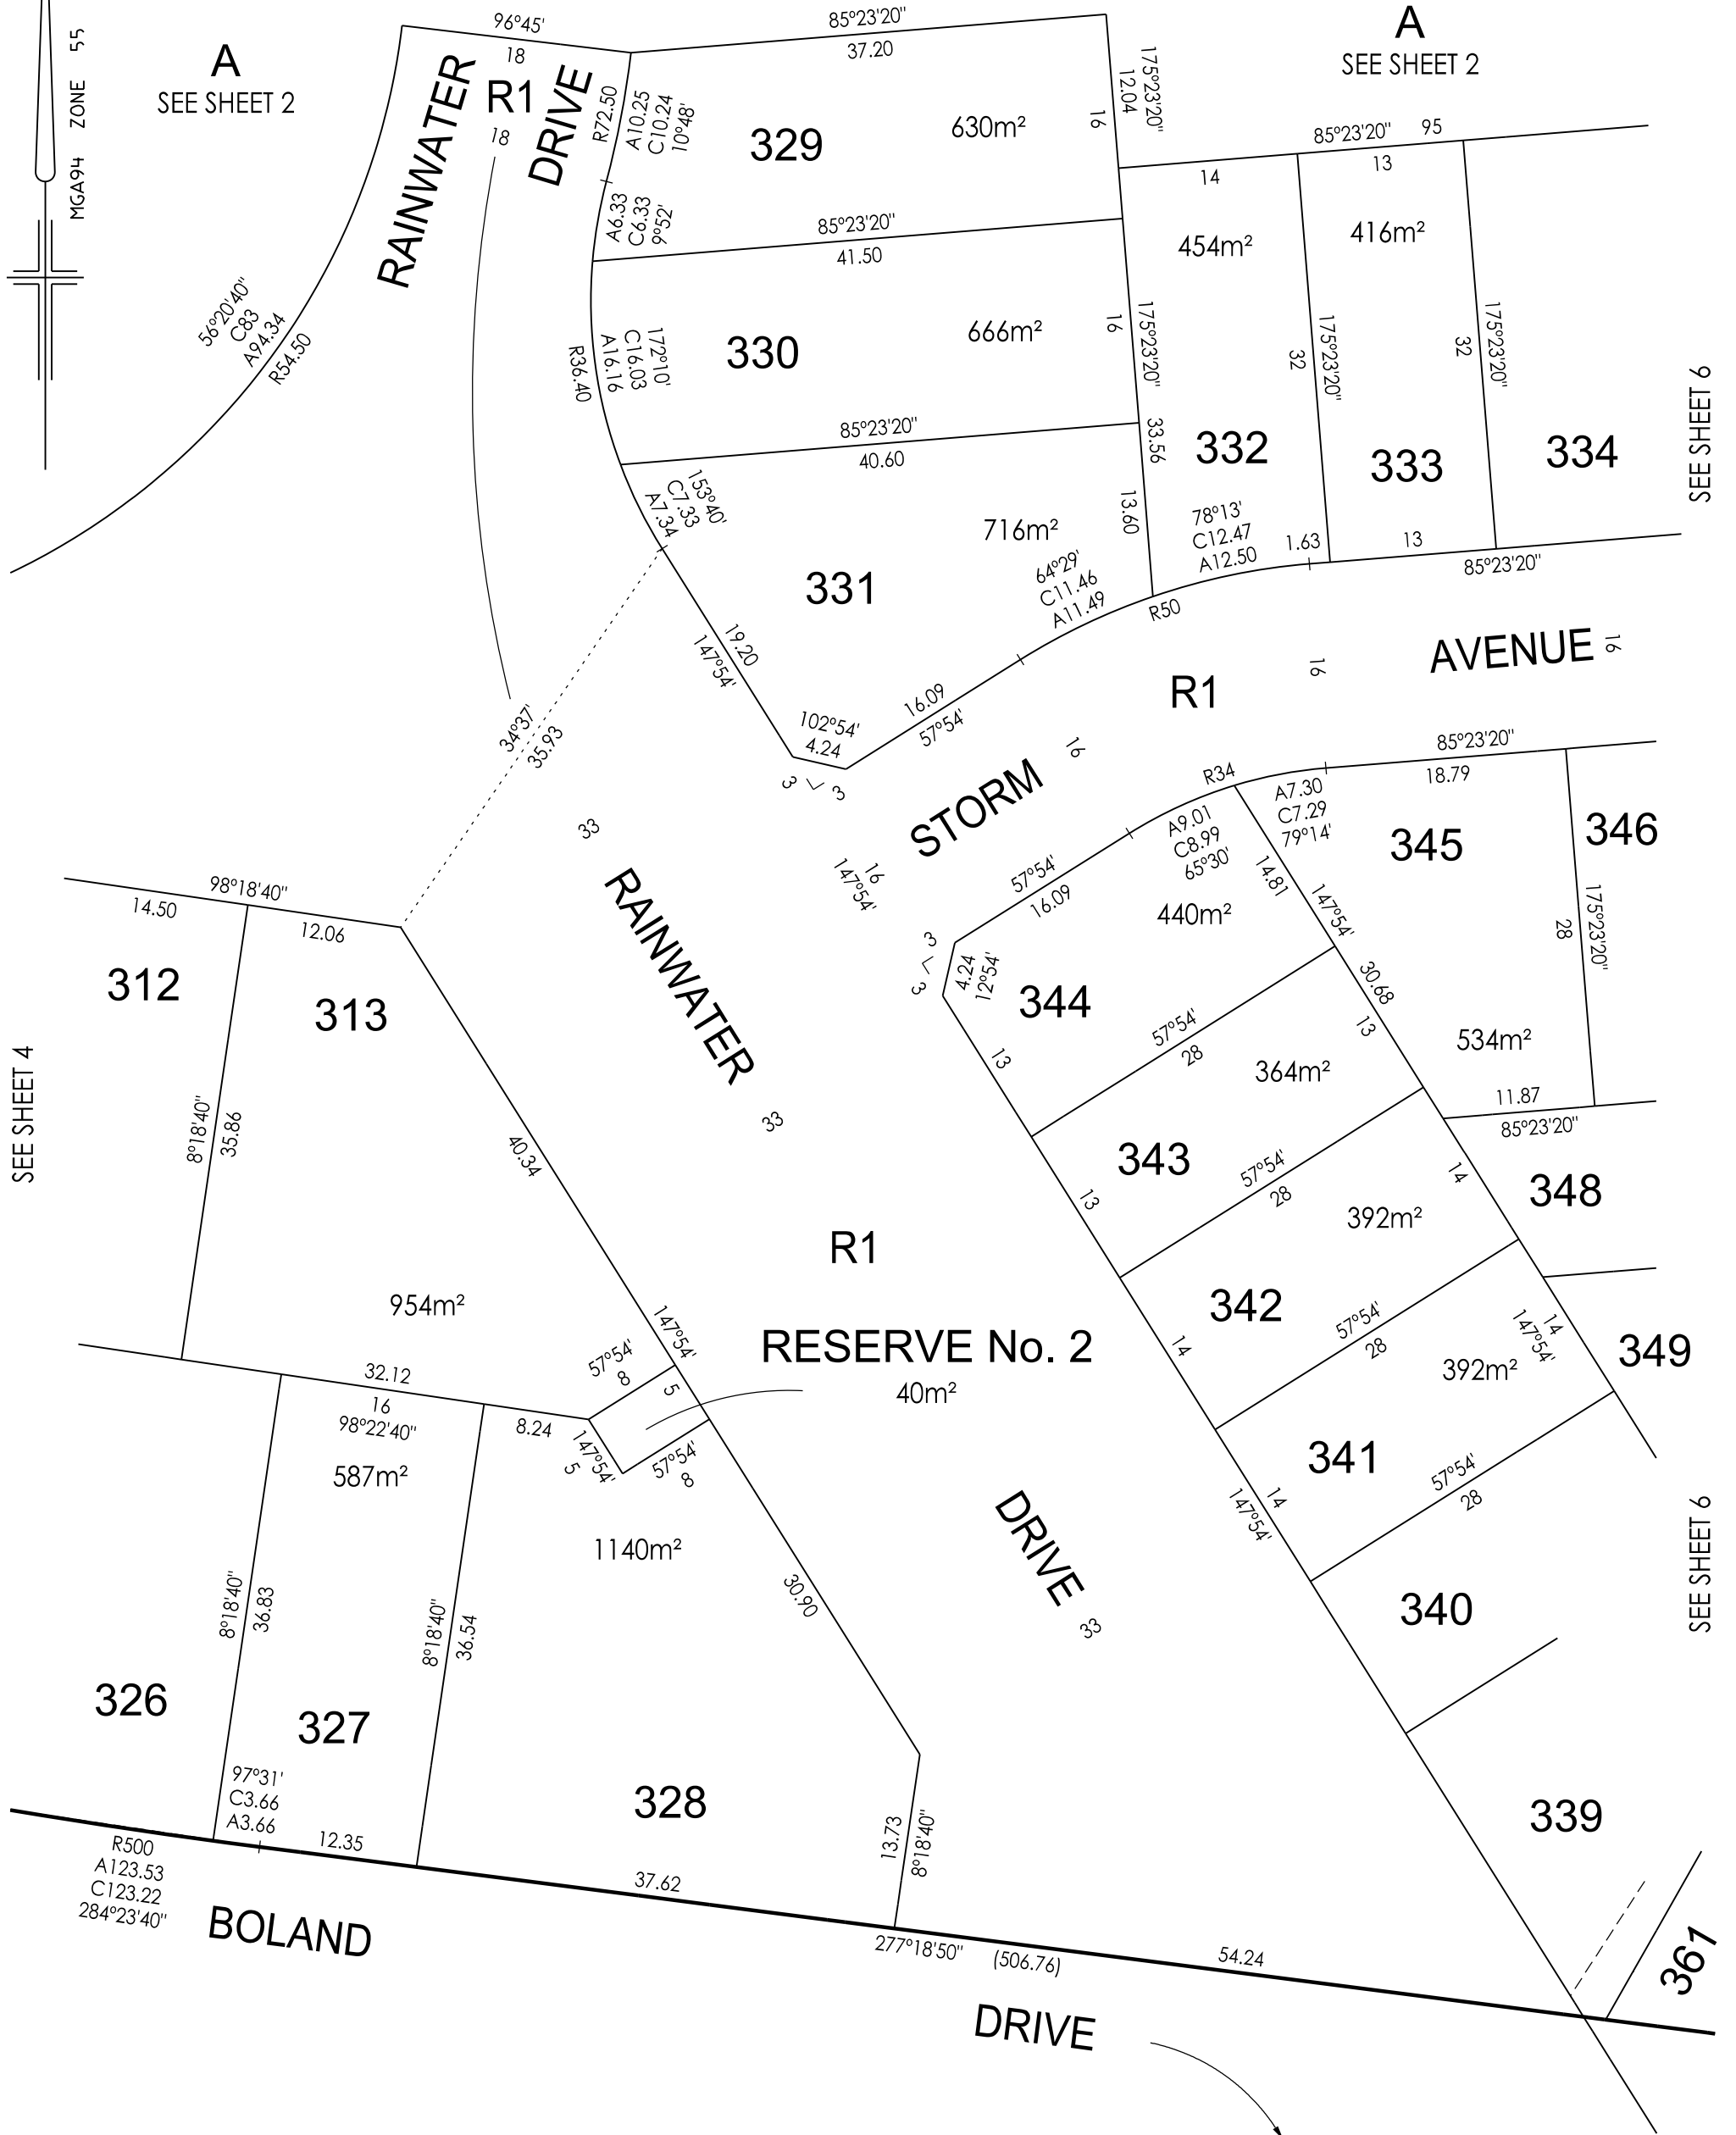 MGA94 ZONE 55
A
SEE SHEET 2
96°45'
18
R1
18
RAINWATER
DRIVE
85°23'20"
37.20
R72.50
A10.25
C10.24
10°48'
329
630m²
16
175°23'20"
12.04
A
SEE SHEET 2
85°23'20" 95
14
13
A6.33
C6.33
9°52'
85°23'20"
41.50
454m²
416m²
56°20'40"
C83
A94.34
R54.50
R36.40
172°10'
C16.03
A16.16
330
666m²
16
175°23'20"
33.56
32
175°23'20"
32
175°23'20"
SEE SHEET 6
85°23'20"
40.60
332
333
334
153°40'
C7.33
A7.34
13.60
716m²
331
64°29'
C11.46
A11.49
78°13'
C12.47
A12.50
1.63
13
85°23'20"
R50
19.20
147°54'
102°54'
4.24
16.09
57°54'
3
3
34°37'
35.93
R1
16
AVENUE
16
STORM
16
16
147°54'
33
RAINWATER
33
85°23'20"
18.79
R34
A7.30
C7.29
79°14'
A9.01
C8.99
65°30'
345
346
57°54'
16.09
14.81
147°54'
440m²
3
3
4.24
12°54'
344
28
175°23'20"
30.68
98°18'40"
14.50
12.06
312
313
SEE SHEET 4
8°18'40"
35.86
40.34
954m²
13
57°54'
28
13
364m²
534m²
11.87
85°23'20"
343
13
57°54'
28
14
348
392m²
R1
342
14
57°54'
28
14
147°54'
349
392m²
147°54'
57°54'
8
5
RESERVE No. 2
40m²
32.12
16
98°22'40"
8.24
147°54'
5
57°54'
8
587m²
1140m²
341
14
147°54'
57°54'
28
340
SEE SHEET 6
DRIVE
33
30.90
8°18'40"
36.83
8°18'40"
36.54
326
327
328
339
97°31'
C3.66
A3.66
12.35
37.62
13.73
8°18'40"
R500
A123.53
C123.22
284°23'40"
BOLAND
277°18'50" (506.76)
54.24
361
DRIVE